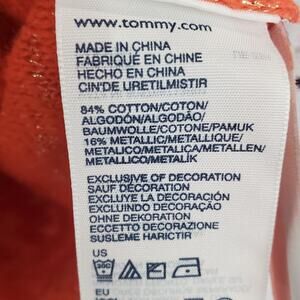 www.tommy.com
MADE IN CHINA
FABRIQUÉ EN CHINE
HECHO EN CHINA
CIN'DE URETILMISTIR
84% COTTON/COTON/
ALGODÓN/ALGODÃO/
BAUMWOLLE/COTONE/PAMUK
16% METALLIC/METALLIQUE/
METALICO/METALICA/METALLEN/
METALLICO/METALİK
EXCLUSIVE OF DECORATION
SAUF DÉCORATION
EXCLUYE LA DECORACIÓN
EXCLUINDO DECORAÇÃO
OHNE DEKORATION
ECCETTO DECORAZIONE
SUSLEME HARICTIR
US
EU